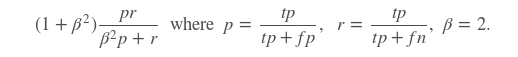 (1 + β²) pr / (β²p + r) where p = tp / (tp + fp), r = tp / (tp + fn), β = 2.